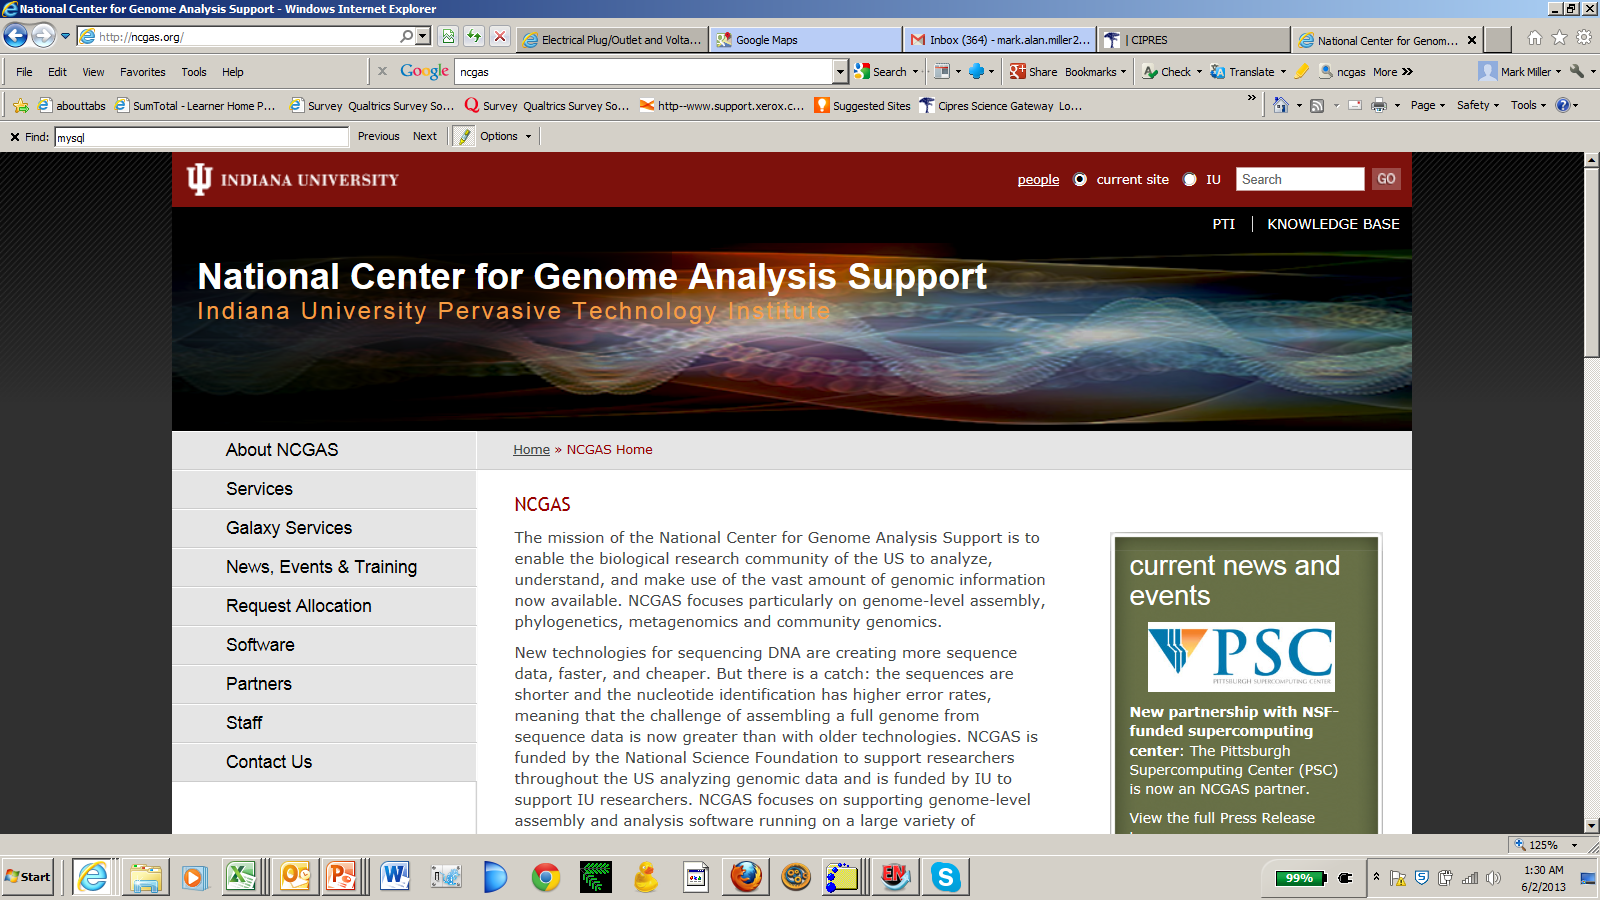 National Center for Genome Analysis Support - Windows Internet Explorer
http://ncgas.org/
Electrical Plug/Outlet and Volta...
Google Maps
Inbox (364) - mark.alan.miller2...
| CIPRES
National Center for Genom...
File Edit View Favorites Tools Help
Google
ncgas
Search
Share
Bookmarks
Check
Translate
ncgas
More
Mark Miller
abouttabs
SumTotal - Learner Home P...
Survey Qualtrics Survey So...
Survey Qualtrics Survey So...
http--www.support.xerox.c...
Suggested Sites
Cipres Science Gateway Lo...
Page Safety Tools
Find: mysql Previous Next Options
INDIANA UNIVERSITY
people current site IU Search GO
PTI KNOWLEDGE BASE
National Center for Genome Analysis Support
Indiana University Pervasive Technology Institute
About NCGAS
Services
Galaxy Services
News, Events & Training
Request Allocation
Software
Partners
Staff
Contact Us
Home » NCGAS Home
NCGAS
The mission of the National Center for Genome Analysis Support is to
enable the biological research community of the US to analyze,
understand, and make use of the vast amount of genomic information
now available. NCGAS focuses particularly on genome-level assembly,
phylogenetics, metagenomics and community genomics.
New technologies for sequencing DNA are creating more sequence
data, faster, and cheaper. But there is a catch: the sequences are
shorter and the nucleotide identification has higher error rates,
meaning that the challenge of assembling a full genome from
sequence data is now greater than with older technologies. NCGAS is
funded by the National Science Foundation to support researchers
throughout the US analyzing genomic data and is funded by IU to
support IU researchers. NCGAS focuses on supporting genome-level
assembly and analysis software running on a large variety of
current news and
events
PSC
PITTSBURGH SUPERCOMPUTING CENTER
New partnership with NSF-
funded supercomputing
center: The Pittsburgh
Supercomputing Center (PSC)
is now an NCGAS partner.
View the full Press Release
125%
Start
99%
1:30 AM
6/2/2013